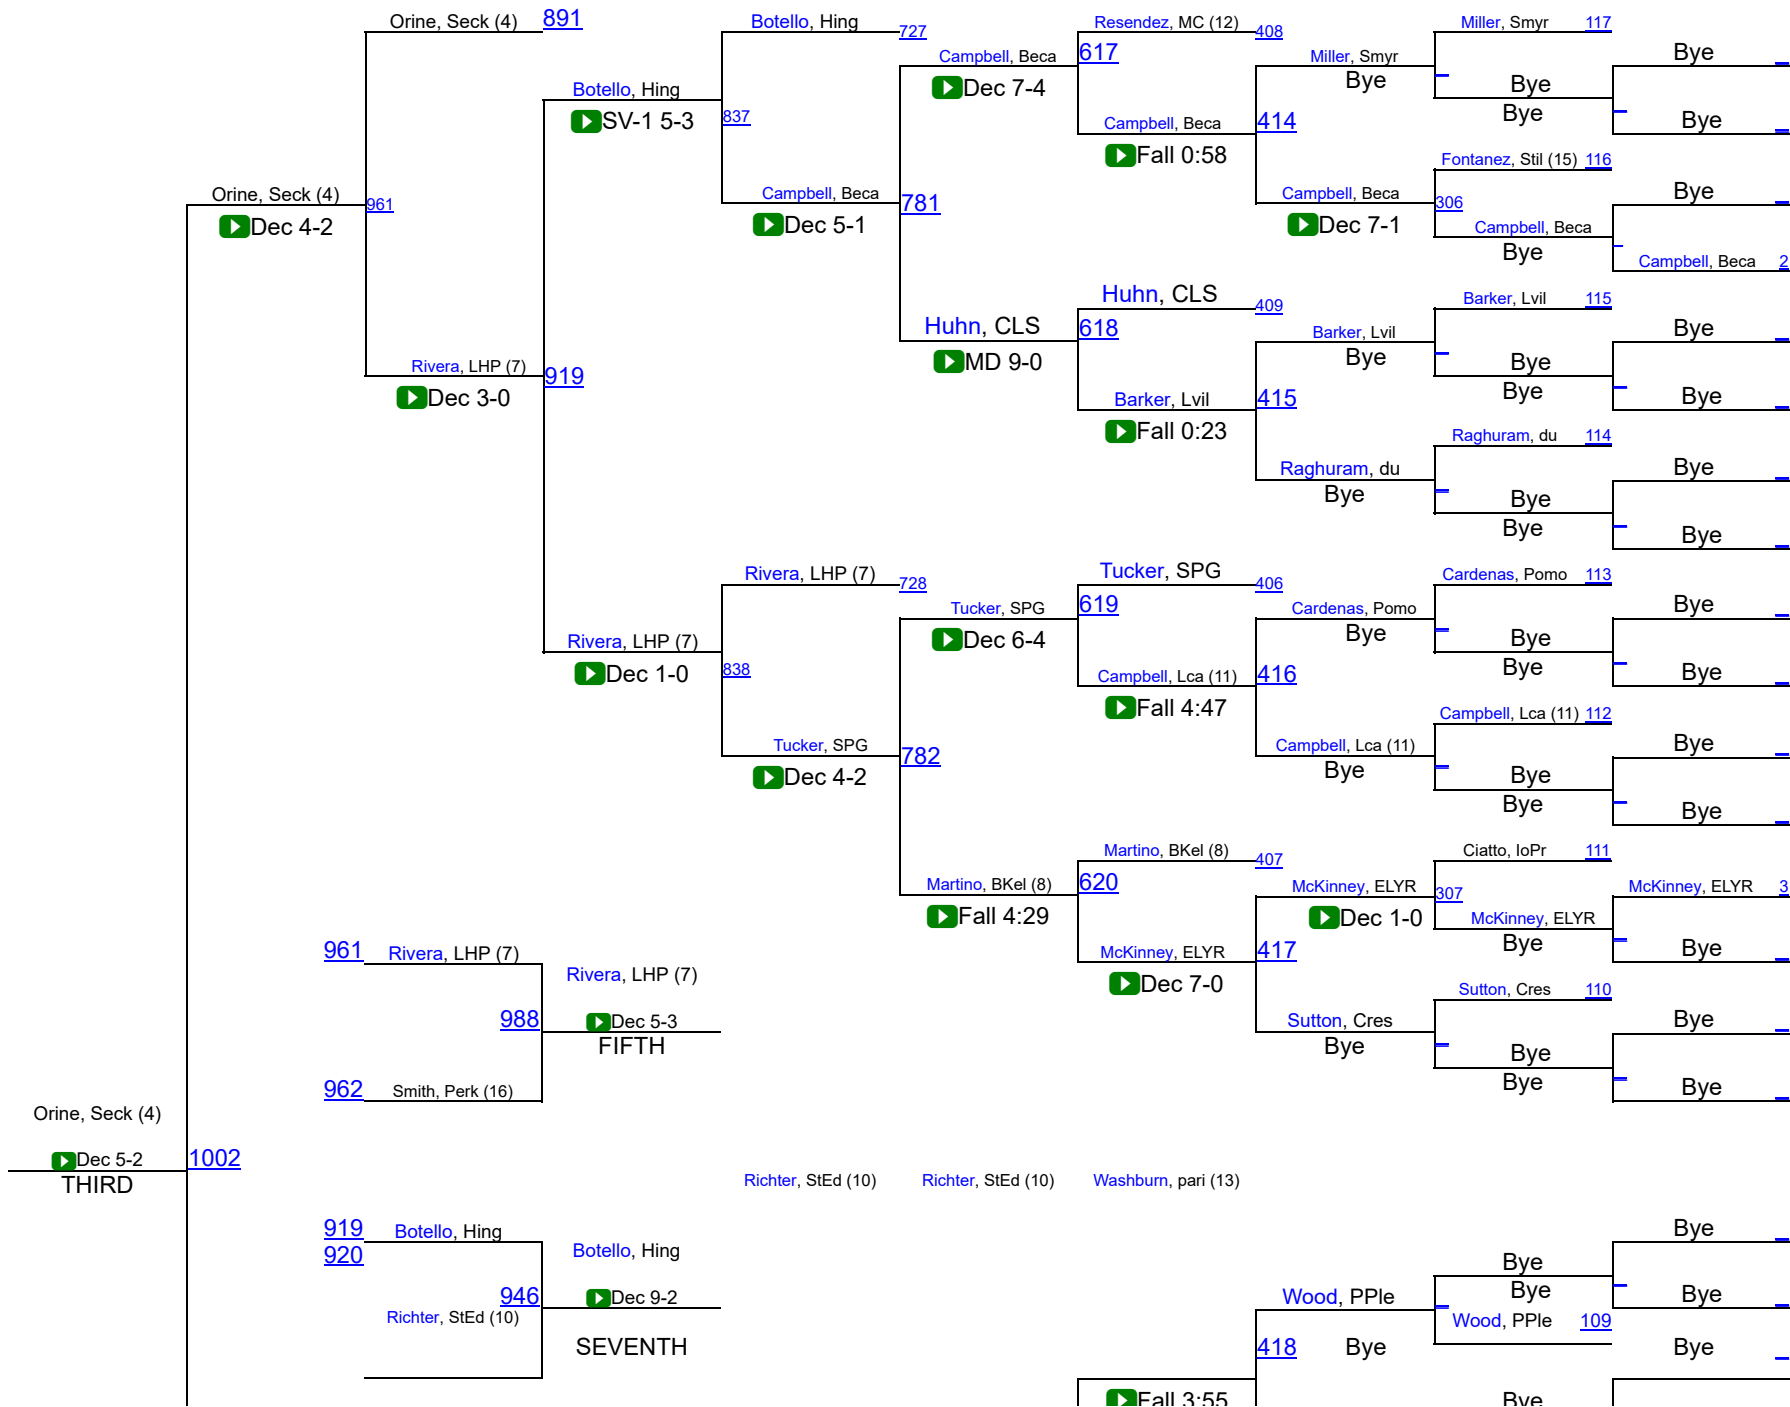 Orine, Seck (4) 891
Botello, Hing 727
Resendez, MC (12) 408
Miller, Smyr 117
Bye
Campbell, Beca 617
Miller, Smyr
Dec 7-4
Bye
Bye
Botello, Hing
Bye
SV-1 5-3
837
Campbell, Beca 414
Bye
Fall 0:58
Fontanez, Stil (15) 116
Orine, Seck (4)
961
Campbell, Beca
781
Campbell, Beca
306
Bye
Dec 4-2
Dec 5-1
Dec 7-1
Campbell, Beca
Bye
Campbell, Beca 2
Huhn, CLS 409
Barker, Lvil 115
Huhn, CLS 618
Barker, Lvil
Bye
MD 9-0
Bye
Bye
Rivera, LHP (7) 919
Bye
Dec 3-0
Barker, Lvil 415
Bye
Fall 0:23
Raghuram, du 114
Raghuram, du
Bye
Bye
Bye
Bye
Bye
Rivera, LHP (7) 728
Tucker, SPG 406
Cardenas, Pomo 113
Tucker, SPG 619
Cardenas, Pomo
Bye
Rivera, LHP (7)
Dec 6-4
Bye
Bye
Dec 1-0
838
Bye
Campbell, Lca (11) 416
Bye
Fall 4:47
Campbell, Lca (11) 112
Tucker, SPG 782
Campbell, Lca (11)
Bye
Dec 4-2
Bye
Bye
Bye
Bye
Martino, BKel (8) 407
Ciatto, IoPr 111
Martino, BKel (8) 620
McKinney, ELYR 307
McKinney, ELYR 3
Fall 4:29
Dec 1-0
McKinney, ELYR
961 Rivera, LHP (7)
McKinney, ELYR 417
Bye
Bye
Rivera, LHP (7)
Dec 7-0
Sutton, Cres 110
988 Dec 5-3
Sutton, Cres
Bye
FIFTH
Bye
Bye
962 Smith, Perk (16)
Bye
Bye
Orine, Seck (4)
Dec 5-2 1002
THIRD
Richter, StEd (10) Richter, StEd (10) Washburn, pari (13)
919 Botello, Hing
Bye
920
Botello, Hing
Bye
946 Dec 9-2
Wood, PPle
Bye
Bye
Richter, StEd (10)
Wood, PPle 109
SEVENTH
418 Bye
Bye
Fall 3:55
Bye